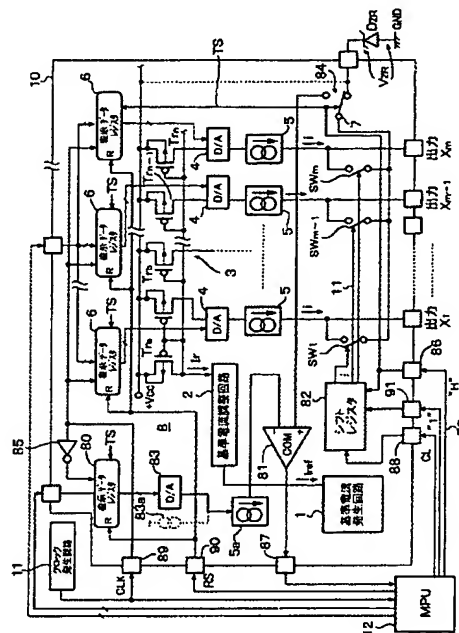 10
TS
6
表示データ
レジスタ
R
6
表示データ
レジスタ
R
TS
6
表示データ
レジスタ
R
TS
85
80
表示データ
レジスタ
R
TS
11
クロック
発生回路
89
CLK
90
RS
87
MPU
12
83
D/A
83a
5a
8
+Vcc
Tra
Trb
Trn-1
Trn
3
Ir
2
基準電流調整回路
1
基準電流発生回路
Iref
81
COM
4
D/A
4
D/A
4
D/A
5
5
5
i
i
SW1
SWm-1
SWm
11
82
シフト
レジスタ
88
CL
91
"1"
86
"H"
7
84
DZR
VZR
GND
出力
X1
出力
Xm-1
出力
Xm